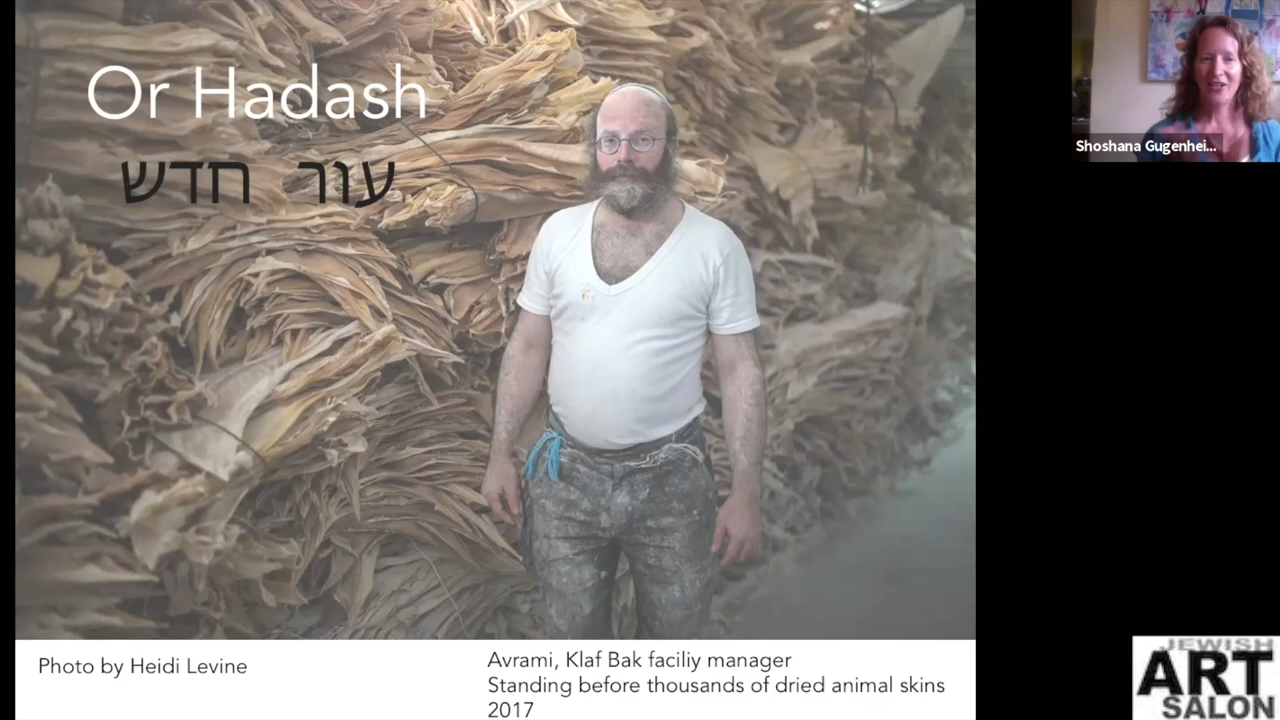 Or Hadash
עור חדש
Photo by Heidi Levine
Avrami, Klaf Bak faciliy manager
Standing before thousands of dried animal skins
2017
Shoshana Gugenhei...
JEWISH
ART
SALON